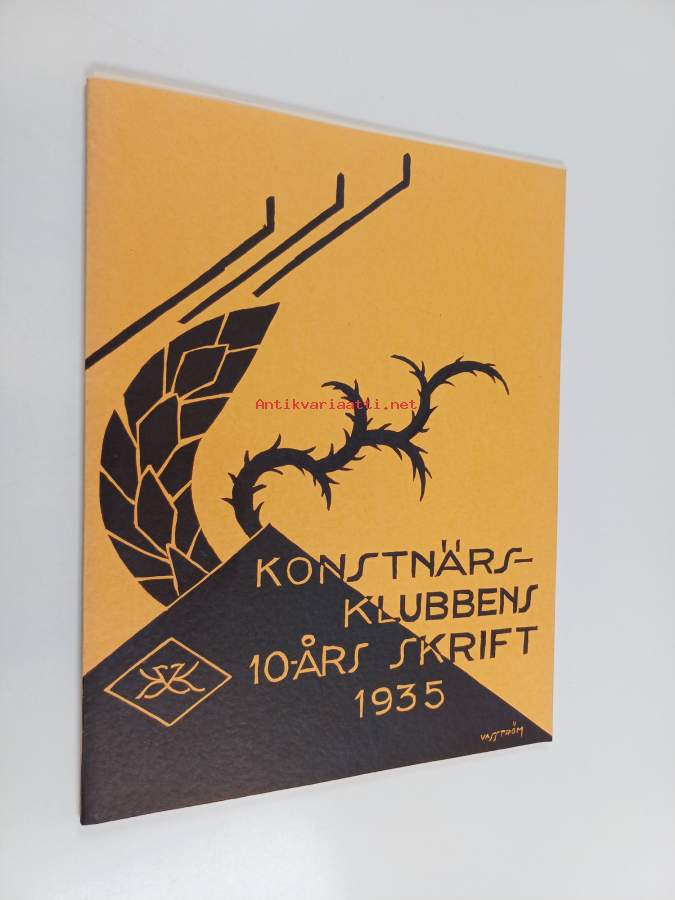 Antikvariaatti.net
KONSTNÄRS-
KLUBBENS
10-ÅRS SKRIFT
1935